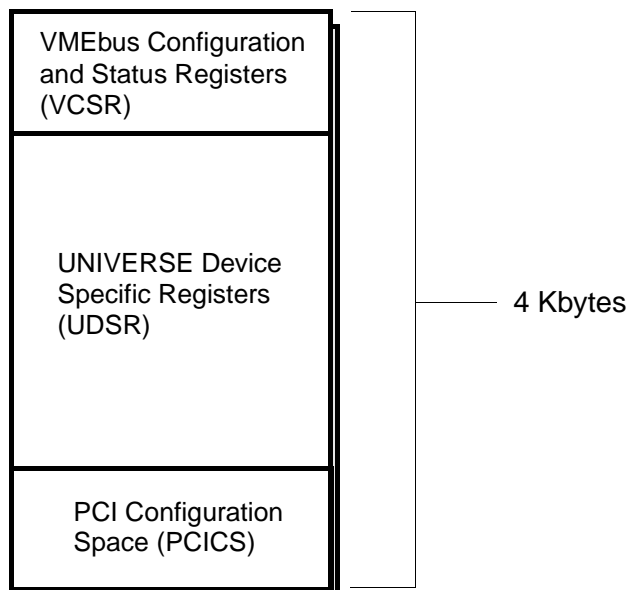 VMEbus Configuration
and Status Registers
(VCSR)
UNIVERSE Device
Specific Registers
(UDSR)
4 Kbytes
PCI Configuration
Space (PCICS)